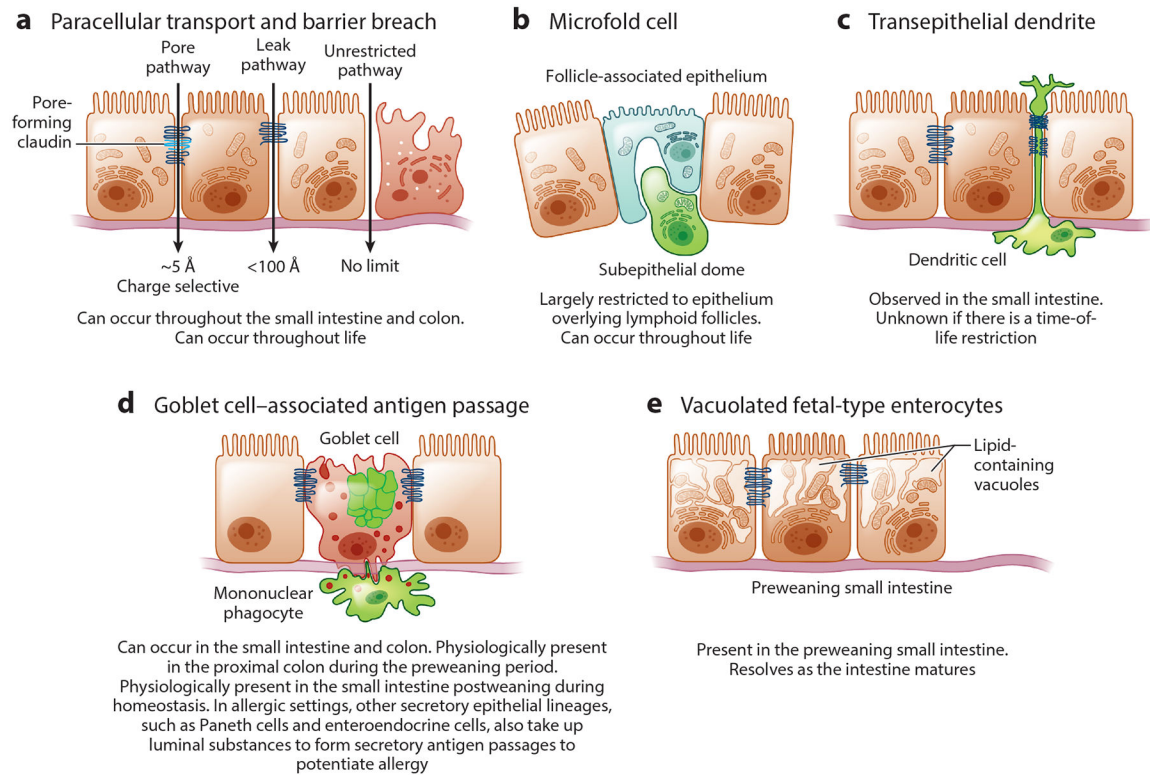 a Paracellular transport and barrier breach
Pore
pathway
Leak
pathway
Unrestricted
pathway
Pore-
forming
claudin
~5 Å
Charge selective
<100 Å
No limit
Can occur throughout the small intestine and colon.
Can occur throughout life
b Microfold cell
Follicle-associated epithelium
Subepithelial dome
Largely restricted to epithelium
overlying lymphoid follicles.
Can occur throughout life
c Transepithelial dendrite
Dendritic cell
Observed in the small intestine.
Unknown if there is a time-of-
life restriction
d Goblet cell–associated antigen passage
Goblet cell
Mononuclear
phagocyte
Can occur in the small intestine and colon. Physiologically present
in the proximal colon during the preweaning period.
Physiologically present in the small intestine postweaning during
homeostasis. In allergic settings, other secretory epithelial lineages,
such as Paneth cells and enteroendocrine cells, also take up
luminal substances to form secretory antigen passages to
potentiate allergy
e Vacuolated fetal-type enterocytes
Lipid-
containing
vacuoles
Preweaning small intestine
Present in the preweaning small intestine.
Resolves as the intestine matures